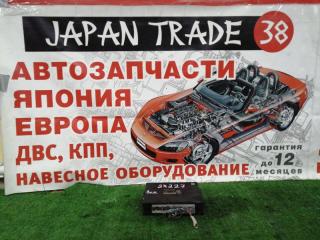 JAPAN TRADE 38
АВТОЗАПЧАСТИ
ЯПОНИЯ
ЕВРОПА
ДВС, КПП,
НАВЕСНОЕ ОБОРУДОВАНИЕ
гарантия
до 12
месяцев